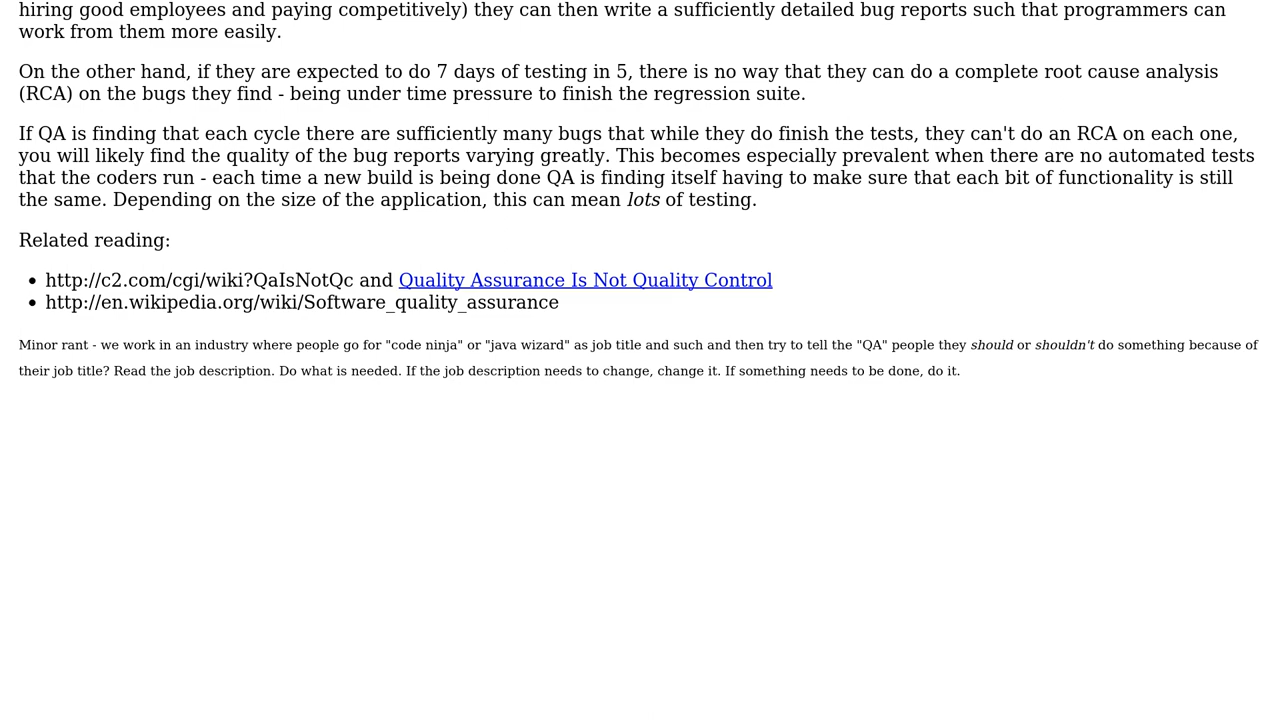 hiring good employees and paying competitively) they can then write a sufficiently detailed bug reports such that programmers can
work from them more easily.
On the other hand, if they are expected to do 7 days of testing in 5, there is no way that they can do a complete root cause analysis
(RCA) on the bugs they find - being under time pressure to finish the regression suite.
If QA is finding that each cycle there are sufficiently many bugs that while they do finish the tests, they can't do an RCA on each one,
you will likely find the quality of the bug reports varying greatly. This becomes especially prevalent when there are no automated tests
that the coders run - each time a new build is being done QA is finding itself having to make sure that each bit of functionality is still
the same. Depending on the size of the application, this can mean lots of testing.
Related reading:
• http://c2.com/cgi/wiki?QaIsNotQc and Quality Assurance Is Not Quality Control
• http://en.wikipedia.org/wiki/Software_quality_assurance
Minor rant - we work in an industry where people go for "code ninja" or "java wizard" as job title and such and then try to tell the "QA" people they should or shouldn't do something because of
their job title? Read the job description. Do what is needed. If the job description needs to change, change it. If something needs to be done, do it.